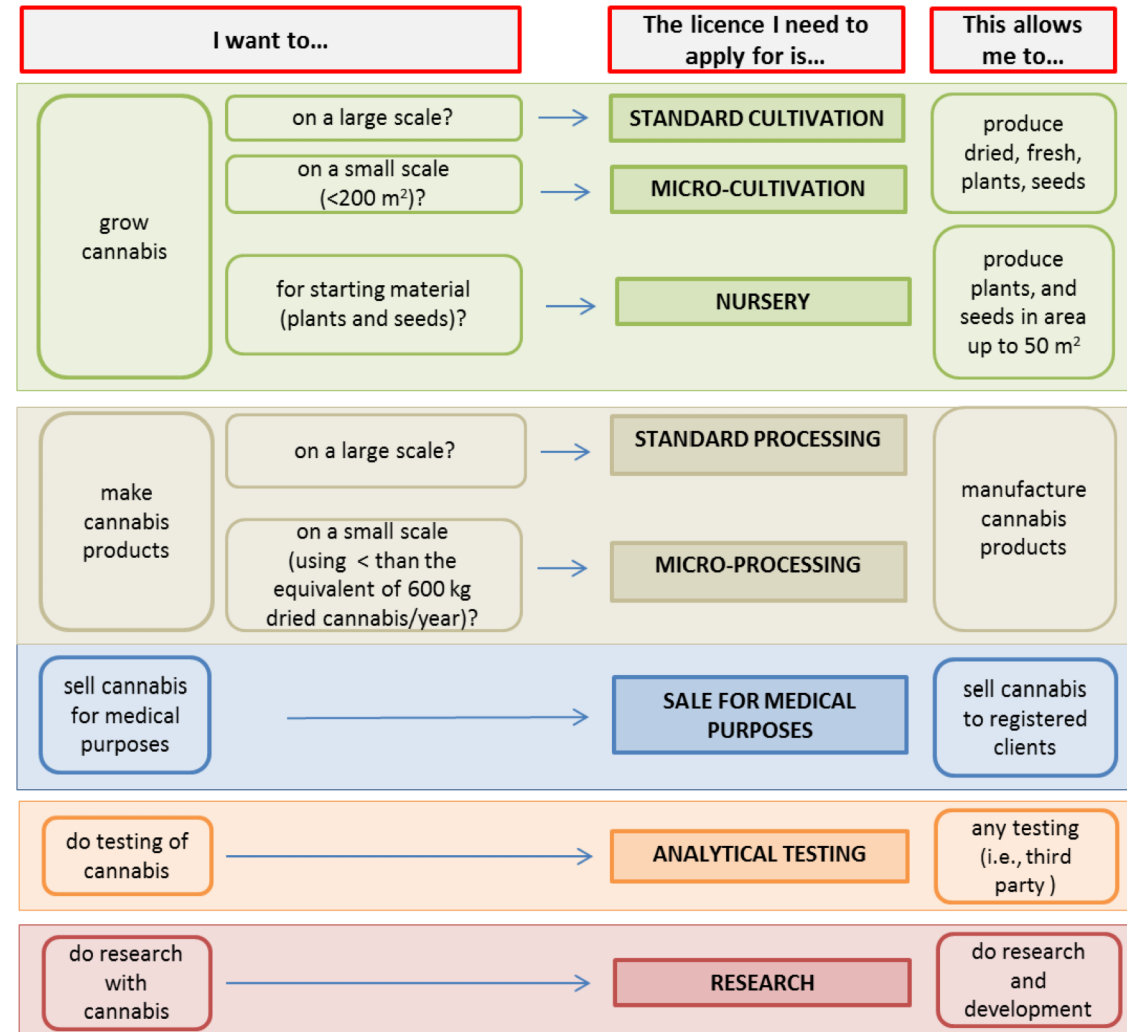 I want to...
The licence I need to
apply for is...
This allows
me to...
grow
cannabis
on a large scale?
STANDARD CULTIVATION
on a small scale
(<200 m²)?
MICRO-CULTIVATION
produce
dried, fresh,
plants, seeds
for starting material
(plants and seeds)?
NURSERY
produce
plants, and
seeds in area
up to 50 m²
make
cannabis
products
on a large scale?
STANDARD PROCESSING
on a small scale
(using < than the
equivalent of 600 kg
dried cannabis/year)?
MICRO-PROCESSING
manufacture
cannabis
products
sell cannabis
for medical
purposes
SALE FOR MEDICAL
PURPOSES
sell cannabis
to registered
clients
do testing of
cannabis
ANALYTICAL TESTING
any testing
(i.e., third
party )
do research
with
cannabis
RESEARCH
do research
and
development